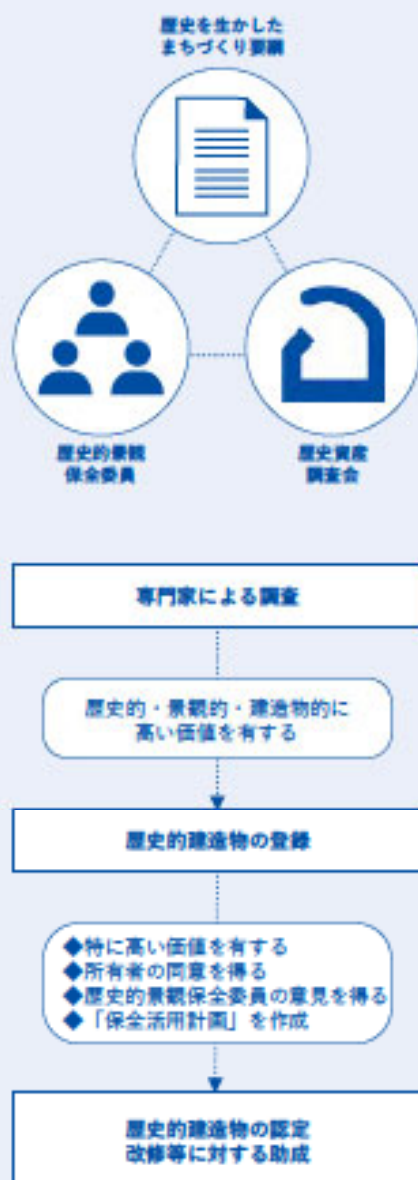 歴史を生かした
まちづくり要綱
歴史的景観
保全委員
歴史資産
調査会
専門家による調査
歴史的・景観的・建造物的に
高い価値を有する
歴史的建造物の登録
◆特に高い価値を有する
◆所有者の同意を得る
◆歴史的景観保全委員の意見を得る
◆「保全活用計画」を作成
歴史的建造物の認定
改修等に対する助成